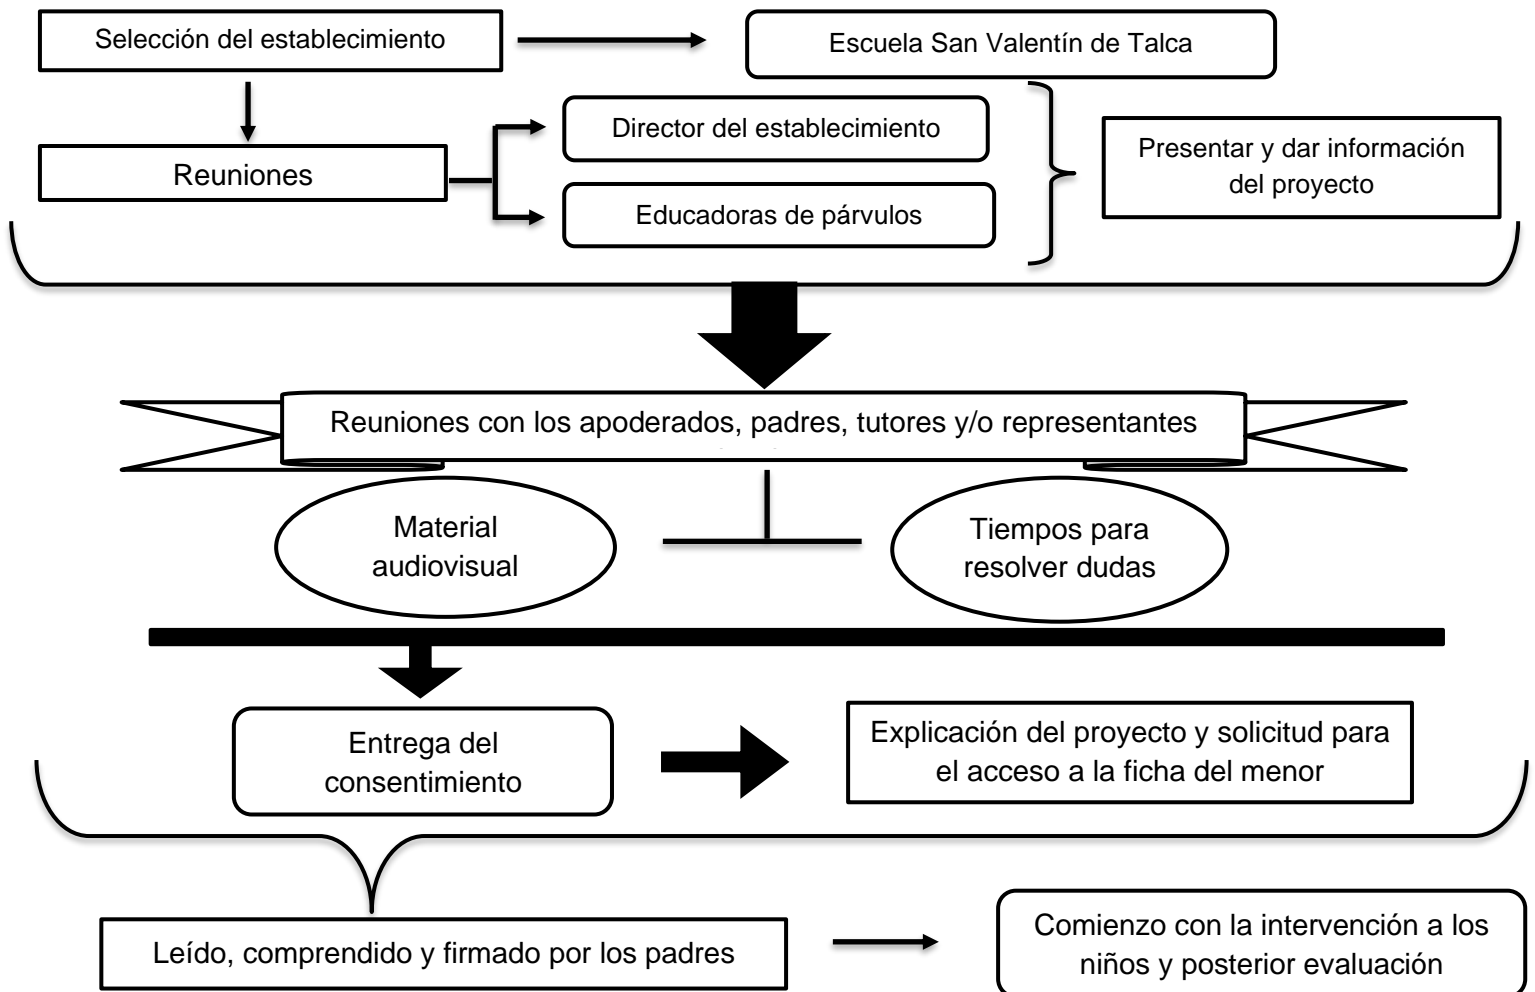 Selección del establecimiento
Escuela San Valentín de Talca
Director del establecimiento
Reuniones
Educadoras de párvulos
Presentar y dar información
del proyecto
Reuniones con los apoderados, padres, tutores y/o representantes
Material
audiovisual
Tiempos para
resolver dudas
Entrega del
consentimiento
Explicación del proyecto y solicitud para
el acceso a la ficha del menor
Leído, comprendido y firmado por los padres
Comienzo con la intervención a los
niños y posterior evaluación